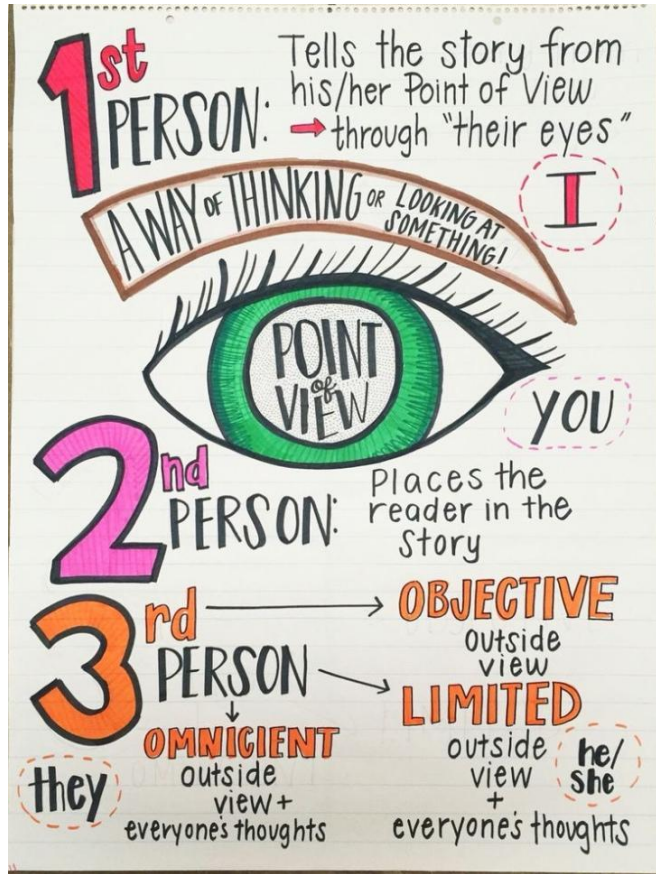 1st PERSON:
Tells the story from
his/her Point of View
→ through "their eyes"
I
A WAY OF THINKING OR LOOKING AT
SOMETHING!
POINT
of
VIEW
YOU
2nd PERSON:
Places the
reader in the
story
3rd PERSON
OBJECTIVE
outside
view
LIMITED
outside
view
+
everyone's thoughts
he/
she
OMNICIENT
outside
view +
everyone's thoughts
they